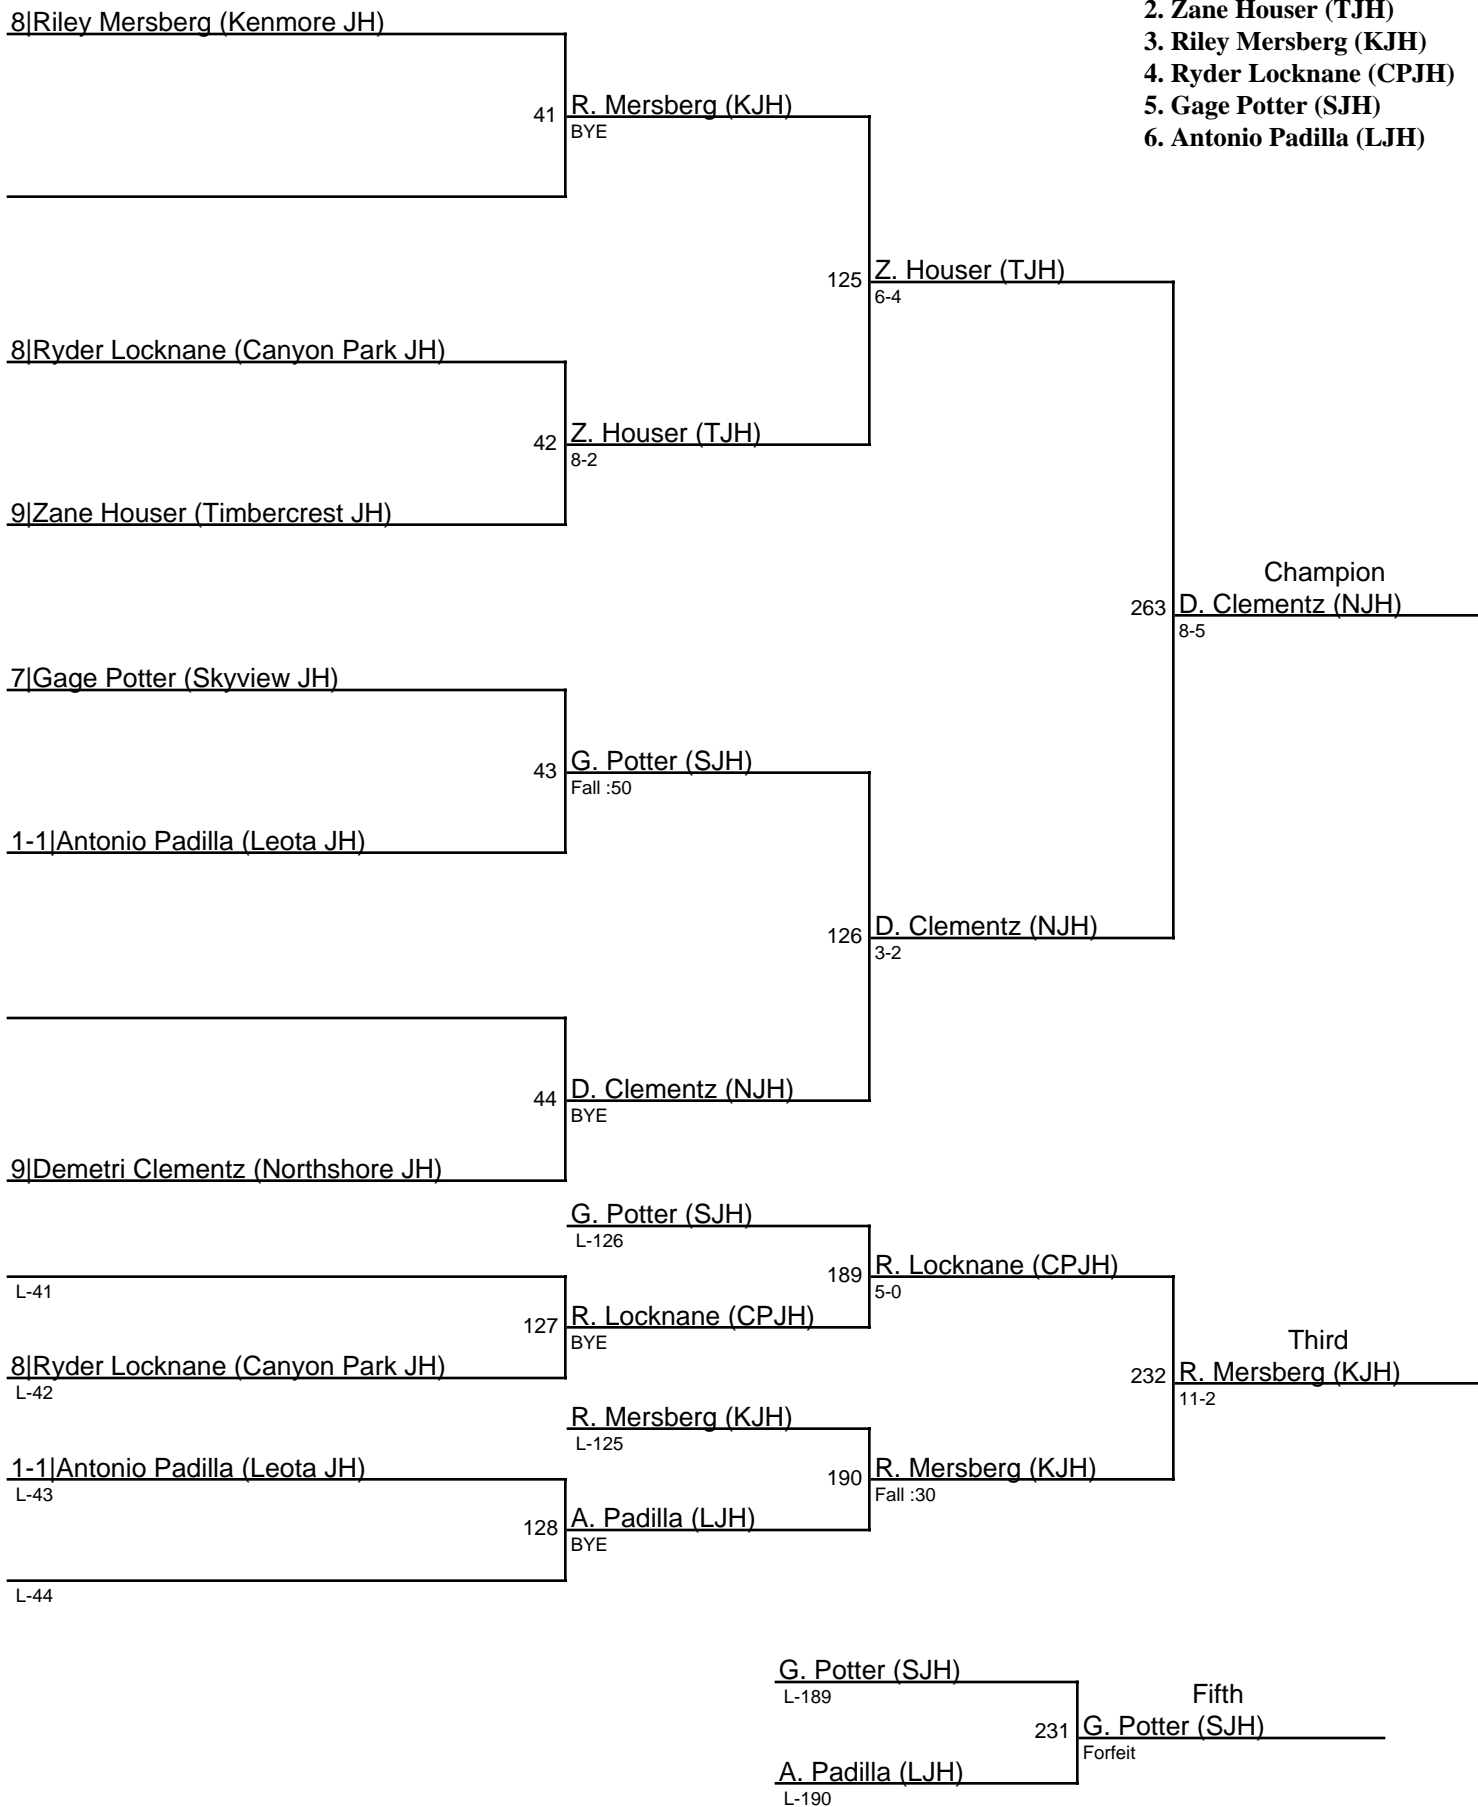 8|Riley Mersberg (Kenmore JH)
2. Zane Houser (TJH)
3. Riley Mersberg (KJH)
4. Ryder Locknane (CPJH)
5. Gage Potter (SJH)
6. Antonio Padilla (LJH)
41 R. Mersberg (KJH)
BYE
125 Z. Houser (TJH)
6-4
8|Ryder Locknane (Canyon Park JH)
42 Z. Houser (TJH)
8-2
9|Zane Houser (Timbercrest JH)
Champion
263 D. Clementz (NJH)
8-5
7|Gage Potter (Skyview JH)
43 G. Potter (SJH)
Fall :50
1-1|Antonio Padilla (Leota JH)
126 D. Clementz (NJH)
3-2
44 D. Clementz (NJH)
BYE
9|Demetri Clementz (Northshore JH)
G. Potter (SJH)
L-126
189 R. Locknane (CPJH)
5-0
L-41
127 R. Locknane (CPJH)
BYE
8|Ryder Locknane (Canyon Park JH)
L-42
Third
232 R. Mersberg (KJH)
11-2
R. Mersberg (KJH)
L-125
1-1|Antonio Padilla (Leota JH)
L-43
190 R. Mersberg (KJH)
Fall :30
128 A. Padilla (LJH)
BYE
L-44
G. Potter (SJH)
L-189
Fifth
231 G. Potter (SJH)
Forfeit
A. Padilla (LJH)
L-190